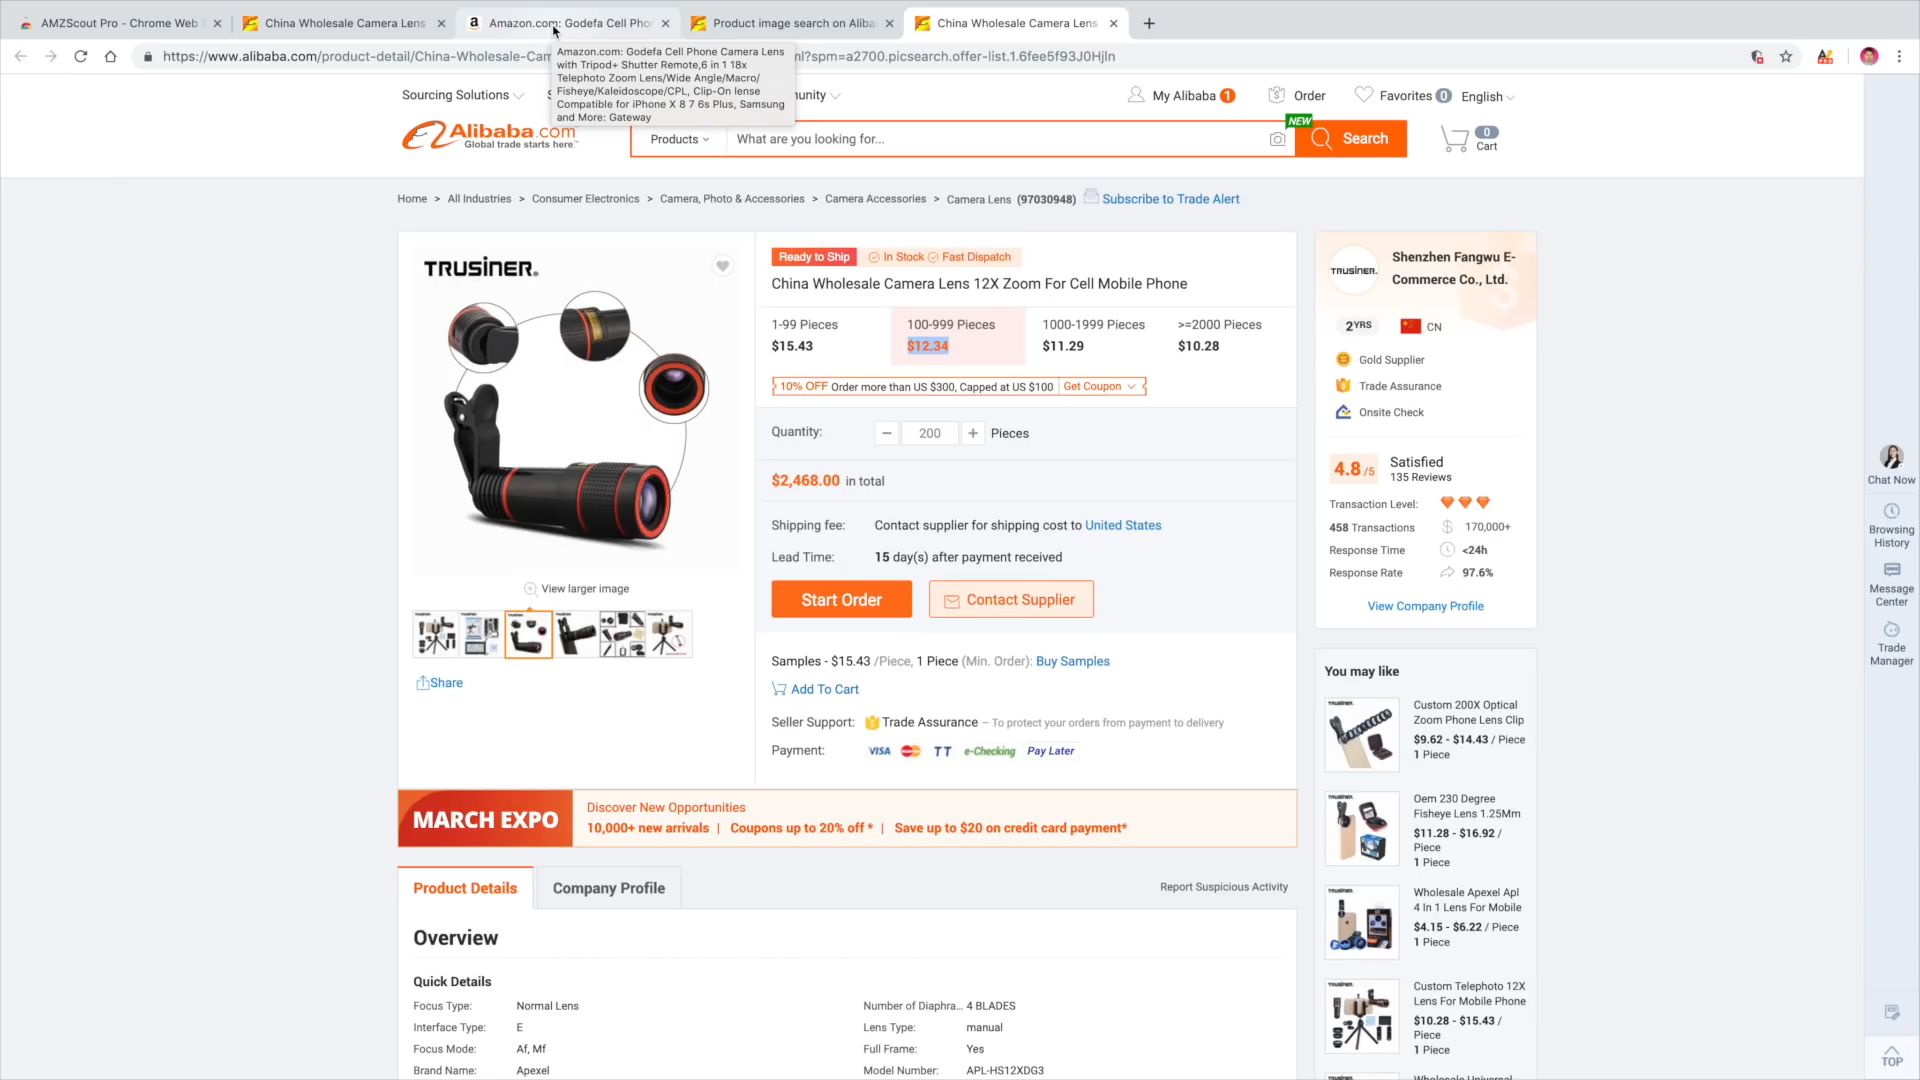 AMZScout Pro - Chrome Web
China Wholesale Camera Lens
Amazon.com: Godefa Cell Pho
Product image search on Aliba
China Wholesale Camera Lens
https://www.alibaba.com/product-detail/China-Wholesale-Ca
ml?spm=a2700.picsearch.offer-list.1.6fee5f93J0HjIn
Amazon.com: Godefa Cell Phone Camera Lens
with Tripod+ Shutter Remote,6 in 1 18x
Telephoto Zoom Lens/Wide Angle/Macro/
Fisheye/Kaleidoscope/CPL, Clip-On lense
Compatible for iPhone X 8 7 6s Plus, Samsung
and More: Gateway
Sourcing Solutions
unity
My Alibaba 1
Order
Favorites 0
English
Alibaba.com
Global trade starts here.™
Products
What are you looking for...
NEW
Search
0
Cart
Home > All Industries > Consumer Electronics > Camera, Photo & Accessories > Camera Accessories > Camera Lens (97030948)
Subscribe to Trade Alert
TRUSINER.
View larger image
Share
Ready to Ship
In Stock
Fast Dispatch
China Wholesale Camera Lens 12X Zoom For Cell Mobile Phone
1-99 Pieces
$15.43
100-999 Pieces
$12.34
1000-1999 Pieces
$11.29
>=2000 Pieces
$10.28
10% OFF Order more than US $300, Capped at US $100
Get Coupon
Quantity:
200
Pieces
$2,468.00 in total
Shipping fee: Contact supplier for shipping cost to United States
Lead Time: 15 day(s) after payment received
Start Order
Contact Supplier
Samples - $15.43 /Piece, 1 Piece (Min. Order): Buy Samples
Add To Cart
Seller Support: Trade Assurance – To protect your orders from payment to delivery
Payment: VISA TT e-Checking Pay Later
TRUSINER.
Shenzhen Fangwu E-
Commerce Co., Ltd.
2YRS
CN
Gold Supplier
Trade Assurance
Onsite Check
4.8 /5
Satisfied
135 Reviews
Transaction Level:
458 Transactions
170,000+
Response Time
<24h
Response Rate
97.6%
View Company Profile
You may like
Custom 200X Optical
Zoom Phone Lens Clip
$9.62 - $14.43 / Piece
1 Piece
Oem 230 Degree
Fisheye Lens 1.25Mm
$11.28 - $16.92 /
Piece
1 Piece
Wholesale Apexel Apl
4 In 1 Lens For Mobile
$4.15 - $6.22 / Piece
1 Piece
Custom Telephoto 12X
Lens For Mobile Phone
$10.28 - $15.43 /
Piece
1 Piece
Wholesale Universal
Chat Now
Browsing
History
Message
Center
Trade
Manager
TOP
MARCH EXPO
Discover New Opportunities
10,000+ new arrivals | Coupons up to 20% off * | Save up to $20 on credit card payment*
Product Details
Company Profile
Report Suspicious Activity
Overview
Quick Details
Focus Type: Normal Lens
Number of Diaphra... 4 BLADES
Interface Type: E
Lens Type: manual
Focus Mode: Af, Mf
Full Frame: Yes
Brand Name: Apexel
Model Number: APL-HS12XDG3